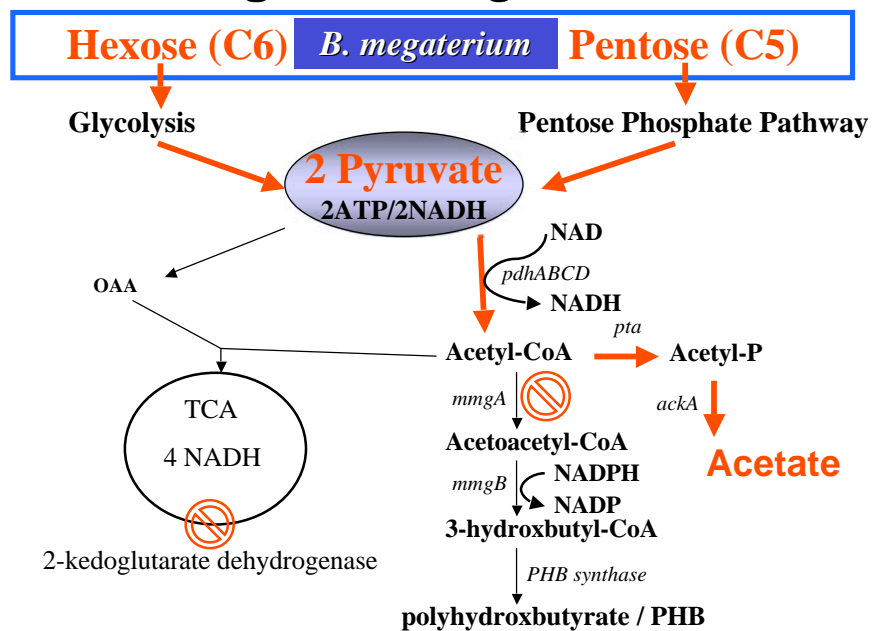 Hexose (C6) B. megaterium Pentose (C5)
Glycolysis
Pentose Phosphate Pathway
2 Pyruvate
2ATP/2NADH
NAD
pdhABCD
NADH
OAA
Acetyl-CoA
pta
Acetyl-P
mmgA
ackA
TCA
4 NADH
Acetoacetyl-CoA
Acetate
mmgB
NADPH
NADP
3-hydroxbutyl-CoA
2-kedoglutarate dehydrogenase
PHB synthase
polyhydroxbutyrate / PHB